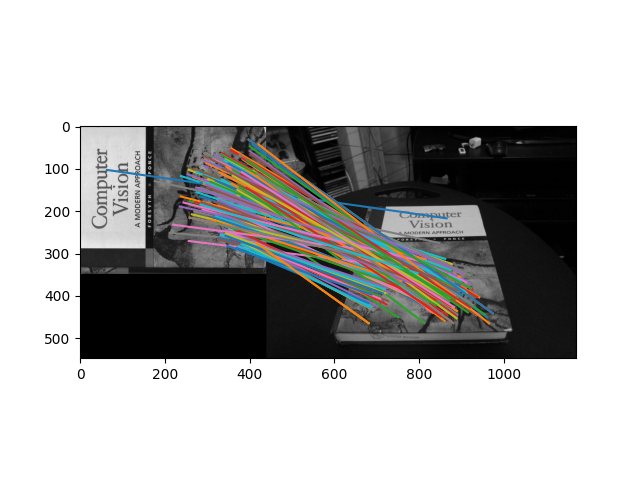 0
100
200
300
400
500
0
200
400
600
800
1000
Computer
Vision
A MODERN APPROACH
FORSYTH PONCE
Computer
Vision
A MODERN APPROACH